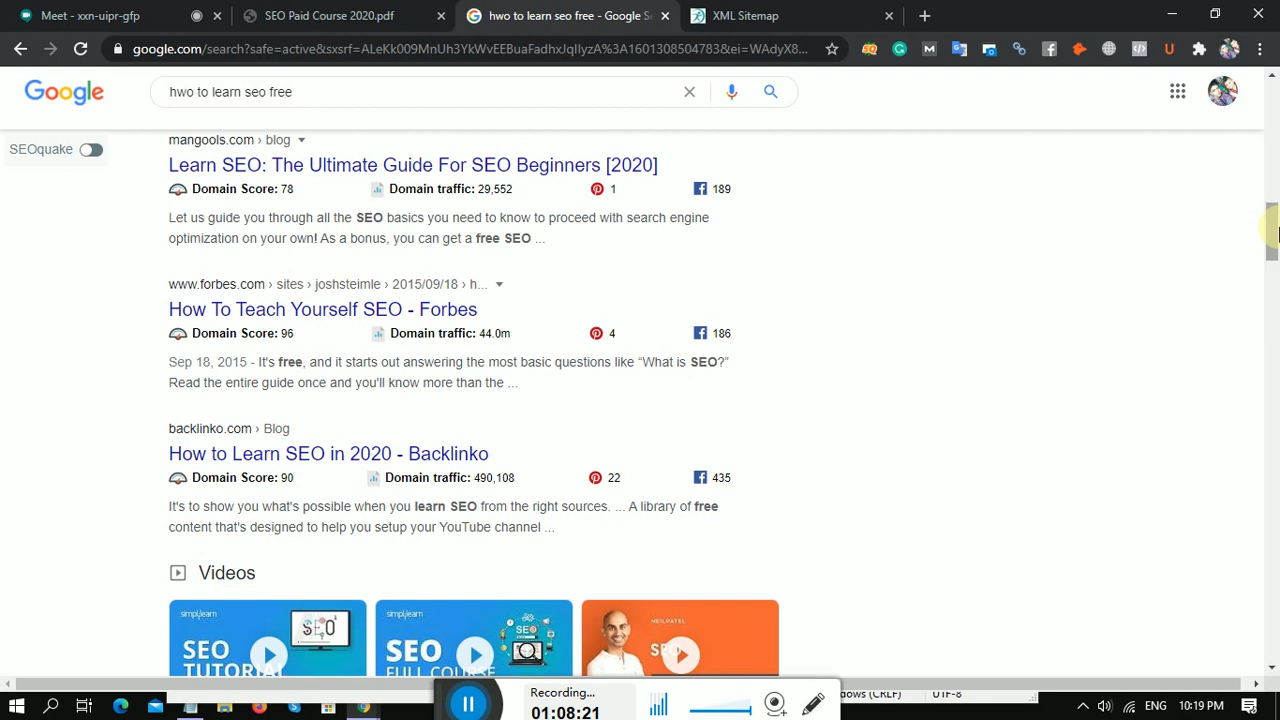 Meet - xxn-uipr-gfp
SEO Paid Course 2020.pdf
hwo to learn seo free - Google S
XML Sitemap
google.com/search?safe=active&sxsrf=ALeKk009MnUh3YkWvEEBuaFadhxJqIIyzA%3A1601308504783&ei=WAdyX8...
Google
hwo to learn seo free
SEOquake
mangools.com › blog
Learn SEO: The Ultimate Guide For SEO Beginners [2020]
Domain Score: 78 Domain traffic: 29,552 1 189
Let us guide you through all the SEO basics you need to know to proceed with search engine
optimization on your own! As a bonus, you can get a free SEO ...
www.forbes.com › sites › joshsteimle › 2015/09/18 › h...
How To Teach Yourself SEO - Forbes
Domain Score: 96 Domain traffic: 44.0m 4 186
Sep 18, 2015 - It's free, and it starts out answering the most basic questions like “What is SEO?”
Read the entire guide once and you'll know more than the ...
backlinko.com › Blog
How to Learn SEO in 2020 - Backlinko
Domain Score: 90 Domain traffic: 490,108 22 435
It's to show you what's possible when you learn SEO from the right sources. ... A library of free
content that's designed to help you setup your YouTube channel ...
Videos
simplilearn
SEO
TUTORIAL
simplilearn
SEO
FULL COURSE
NEILPATEL
SEO
Recording...
01:08:21
dows (CRLF)
UTF-8
ENG
10:19 PM